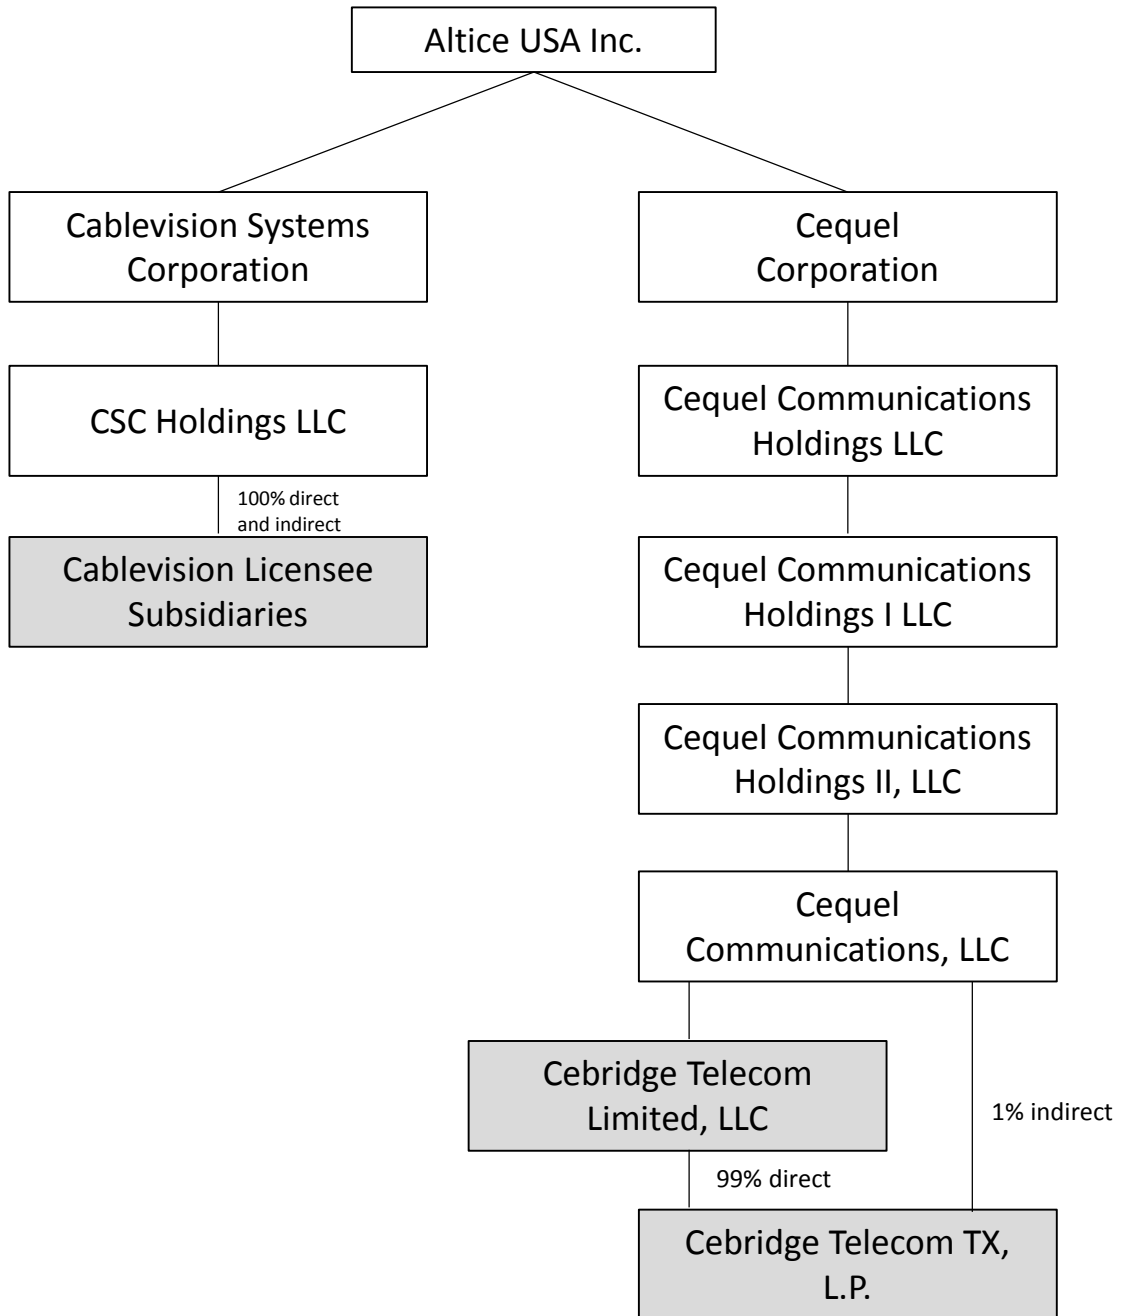 Altice USA Inc.
Cablevision Systems
Corporation
Cequel
Corporation
CSC Holdings LLC
Cequel Communications
Holdings LLC
100% direct
and indirect
Cablevision Licensee
Subsidiaries
Cequel Communications
Holdings I LLC
Cequel Communications
Holdings II, LLC
Cequel
Communications, LLC
Cebridge Telecom
Limited, LLC
1% indirect
99% direct
Cebridge Telecom TX,
L.P.